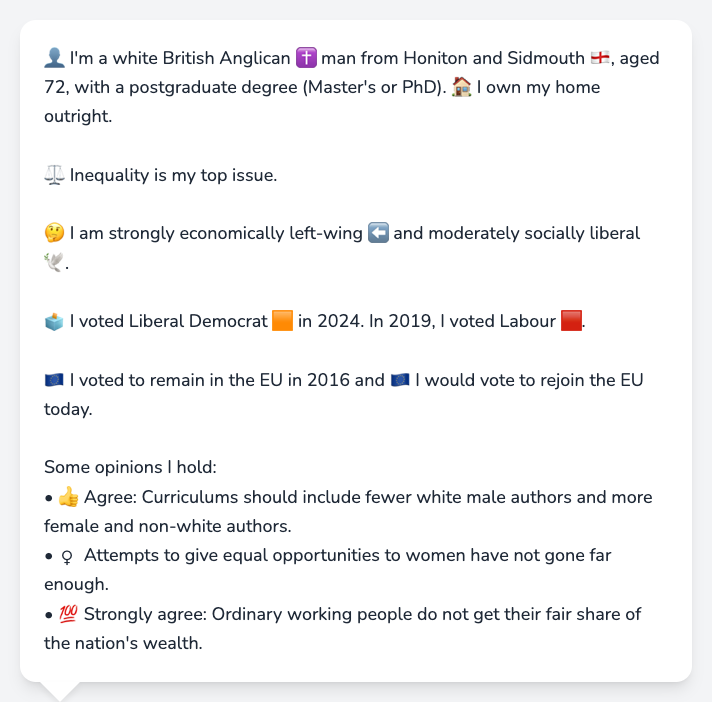 👤 I'm a white British Anglican ✝️ man from Honiton and Sidmouth 🏴󠁧󠁢󠁥󠁮󠁧󠁿, aged
72, with a postgraduate degree (Master's or PhD). 🏠 I own my home
outright.
⚖️ Inequality is my top issue.
🤔 I am strongly economically left-wing ⬅️ and moderately socially liberal
🕊️.
🗳️ I voted Liberal Democrat 🟧 in 2024. In 2019, I voted Labour 🟥.
🇪🇺 I voted to remain in the EU in 2016 and 🇪🇺 I would vote to rejoin the EU
today.
Some opinions I hold:
• 👍 Agree: Curriculums should include fewer white male authors and more
female and non-white authors.
• ♀ Attempts to give equal opportunities to women have not gone far
enough.
• 💯 Strongly agree: Ordinary working people do not get their fair share of
the nation's wealth.